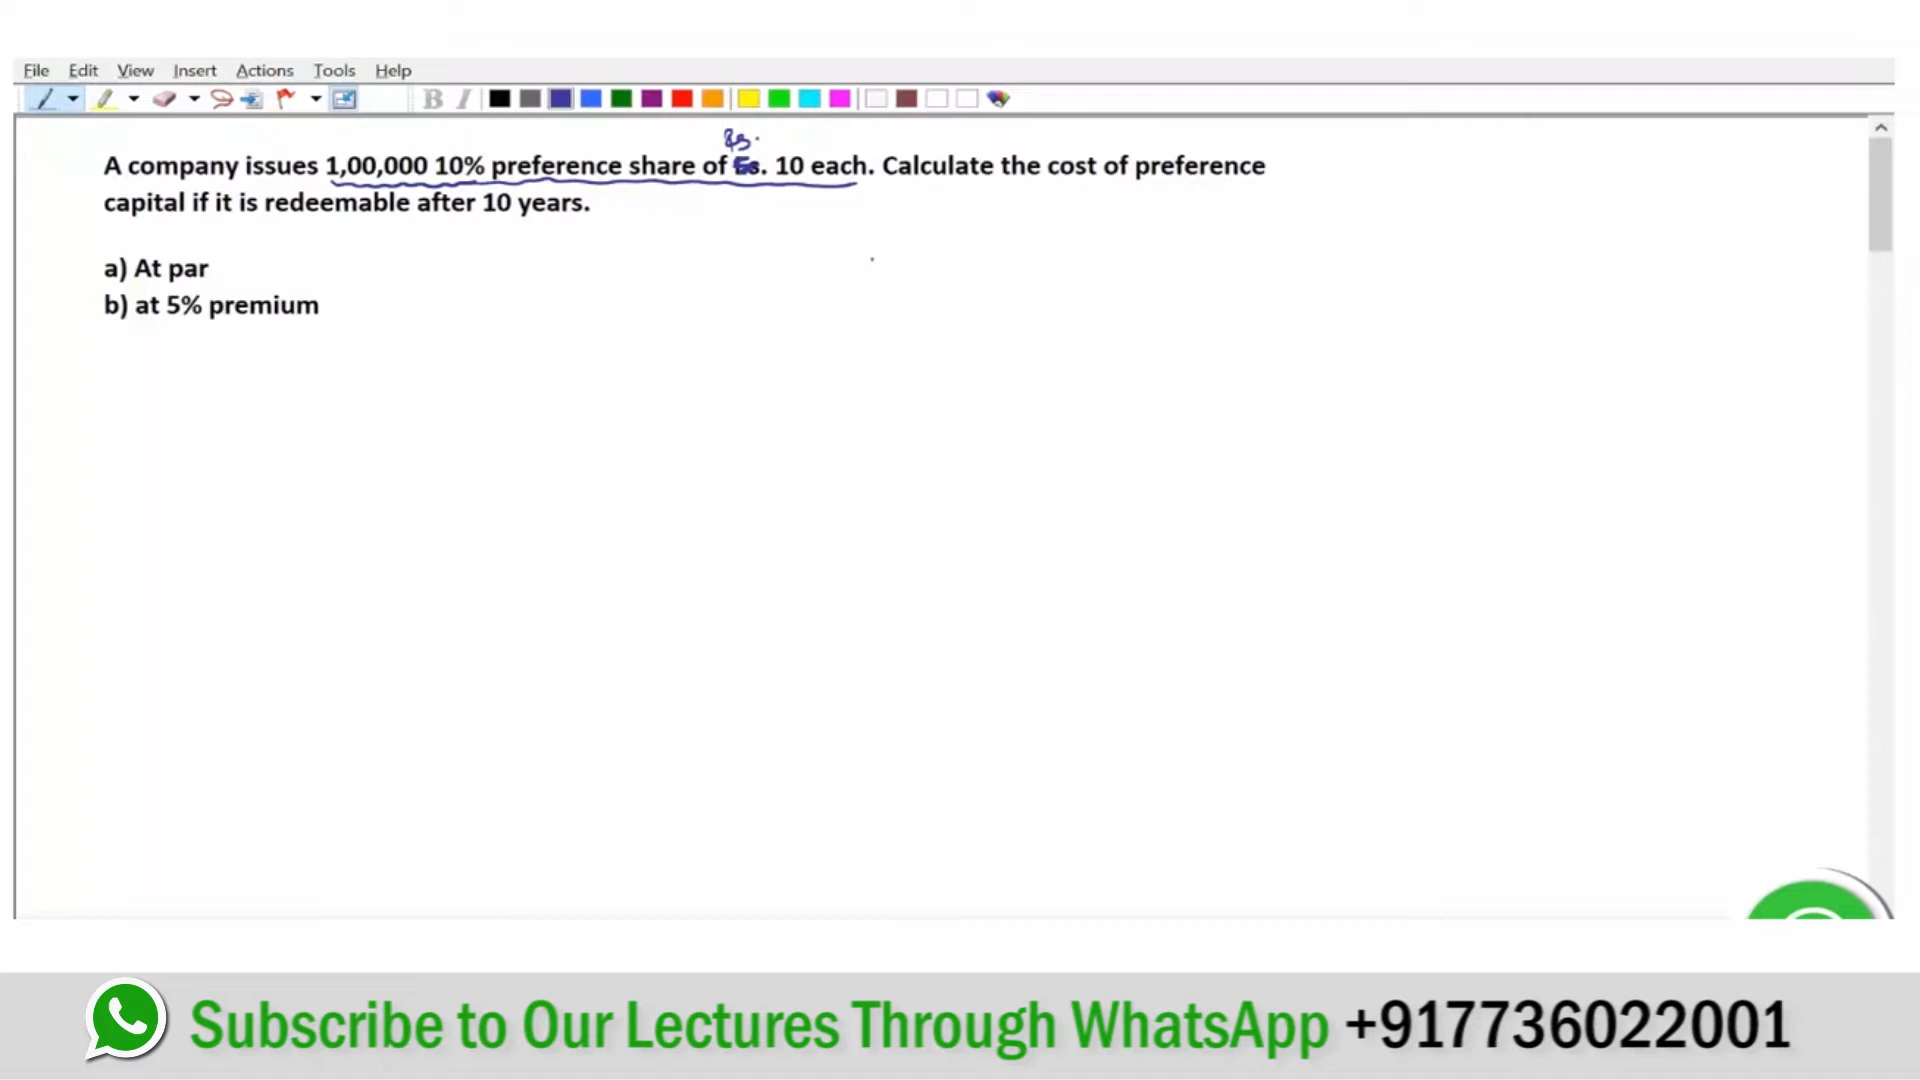 File Edit View Insert Actions Tools Help
B I
Rs.
A company issues 1,00,000 10% preference share of Es. 10 each. Calculate the cost of preference
capital if it is redeemable after 10 years.
a) At par
b) at 5% premium
Subscribe to Our Lectures Through WhatsApp +917736022001